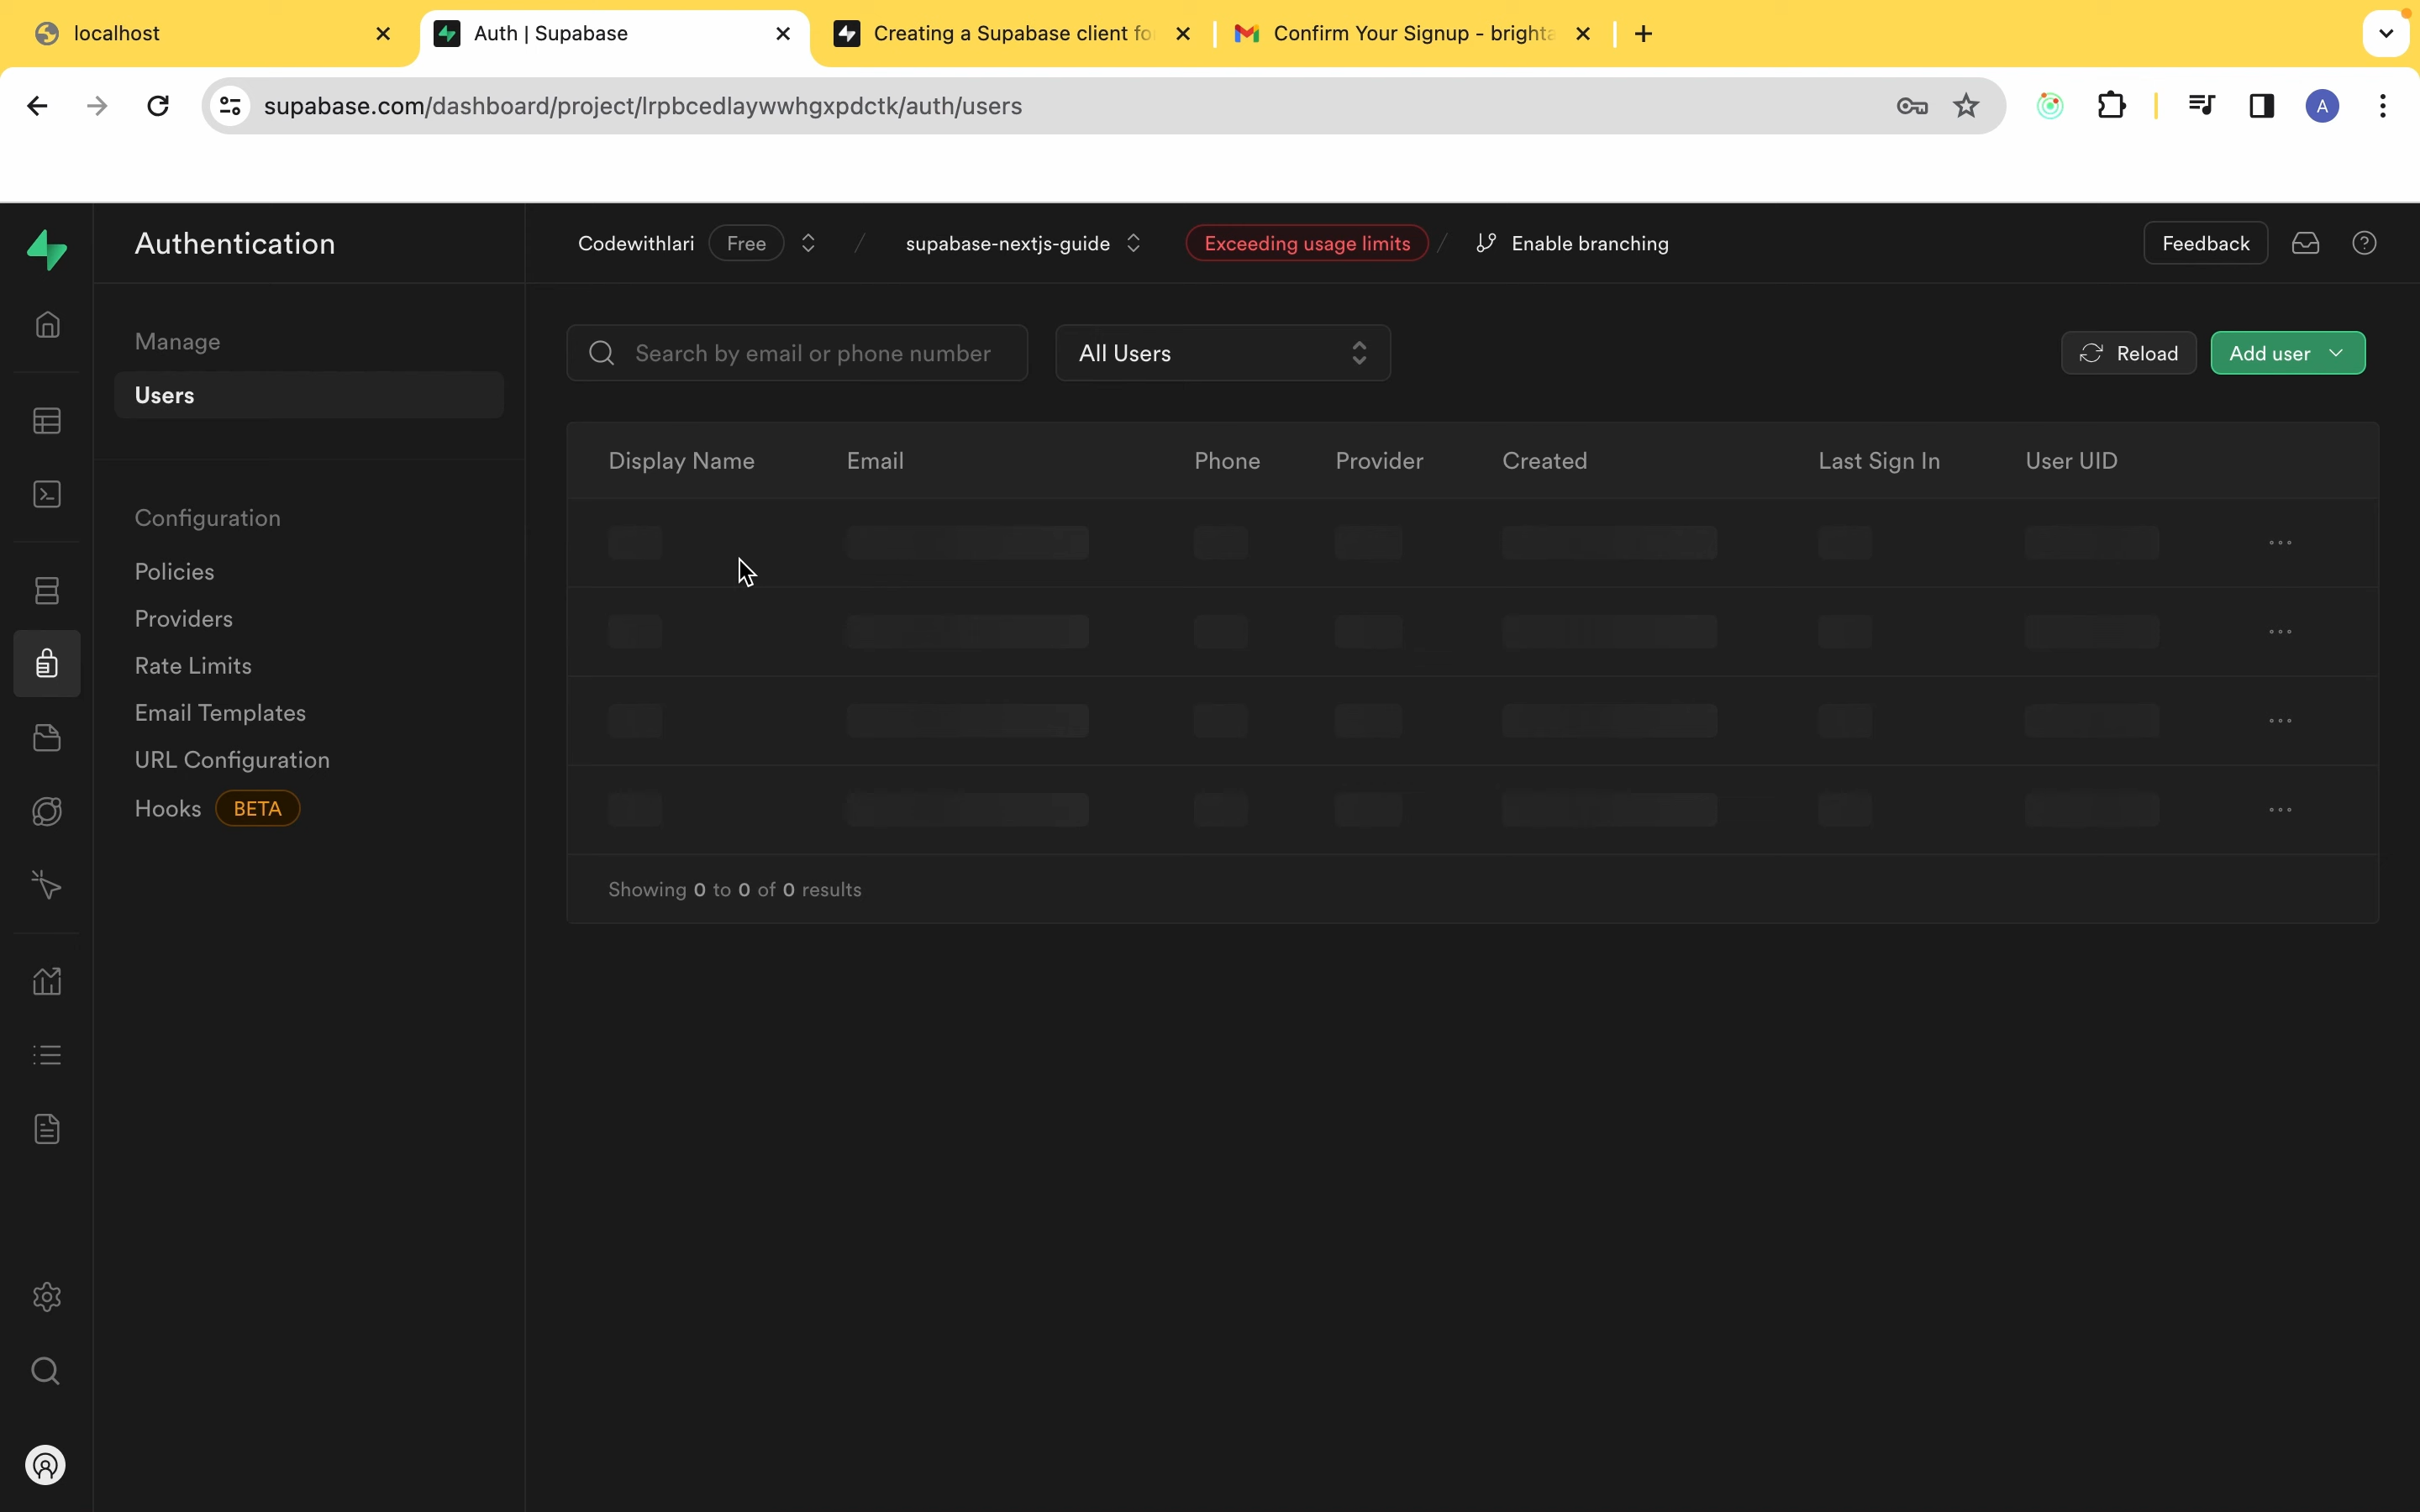 localhost
Auth | Supabase
Creating a Supabase client fo
Confirm Your Signup - brighta
supabase.com/dashboard/project/lrpbcedlaywwhgxpdctk/auth/users
A
Authentication
Codewithlari Free / supabase-nextjs-guide Exceeding usage limits / Enable branching
Feedback
Manage
Users
Configuration
Policies
Providers
Rate Limits
Email Templates
URL Configuration
Hooks BETA
Search by email or phone number
All Users
Reload
Add user
Display Name Email Phone Provider Created Last Sign In User UID
Showing 0 to 0 of 0 results